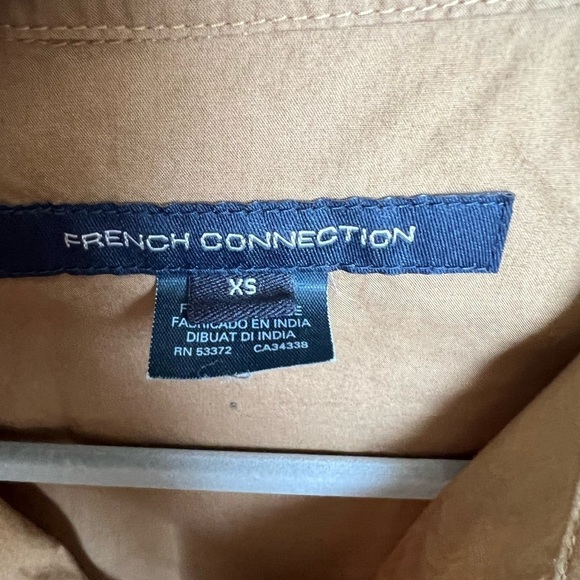 FRENCH CONNECTION
XS
FABRICADO EN INDIA
DIBUAT DI INDIA
RN 53372 CA34338